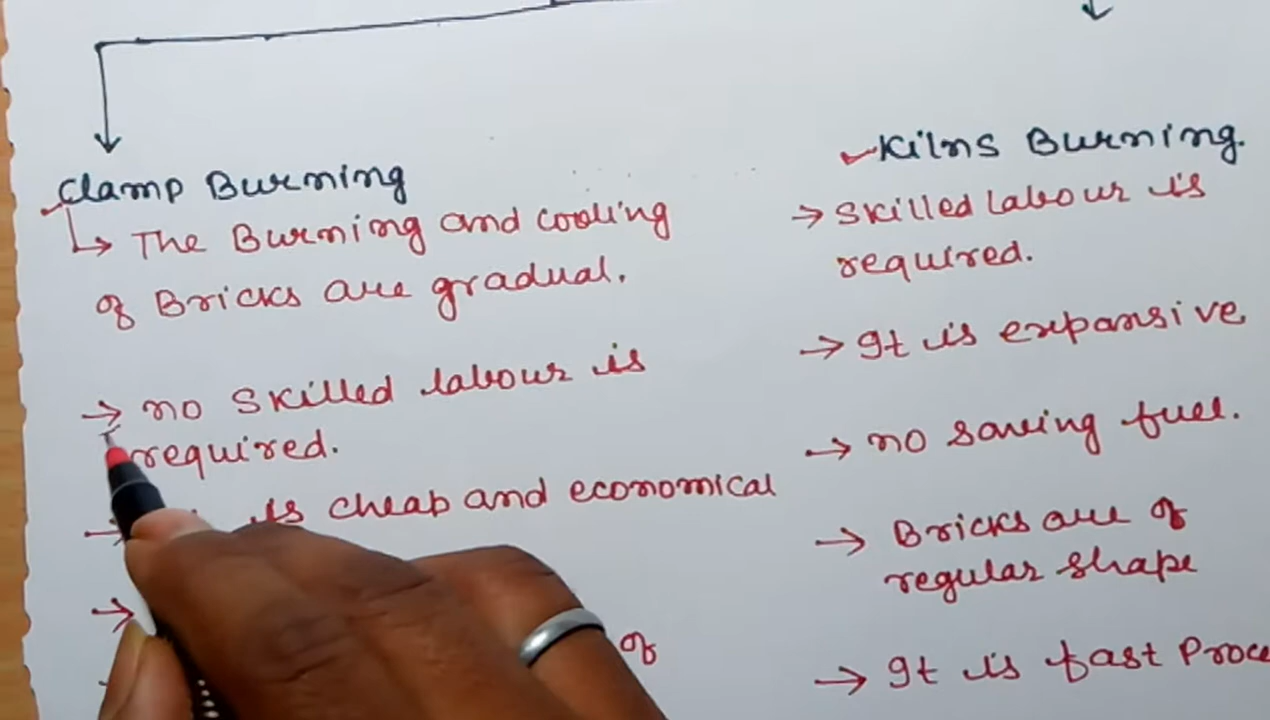 Clamp Burning
The Burning and cooling
of Bricks are gradual.
no skilled labour is
required.
is cheap and economical
of
Kilns Burning.
Skilled Labour is
required.
It is expansive
no saving fuel.
Bricks are of
regular shape
It is fast Proce